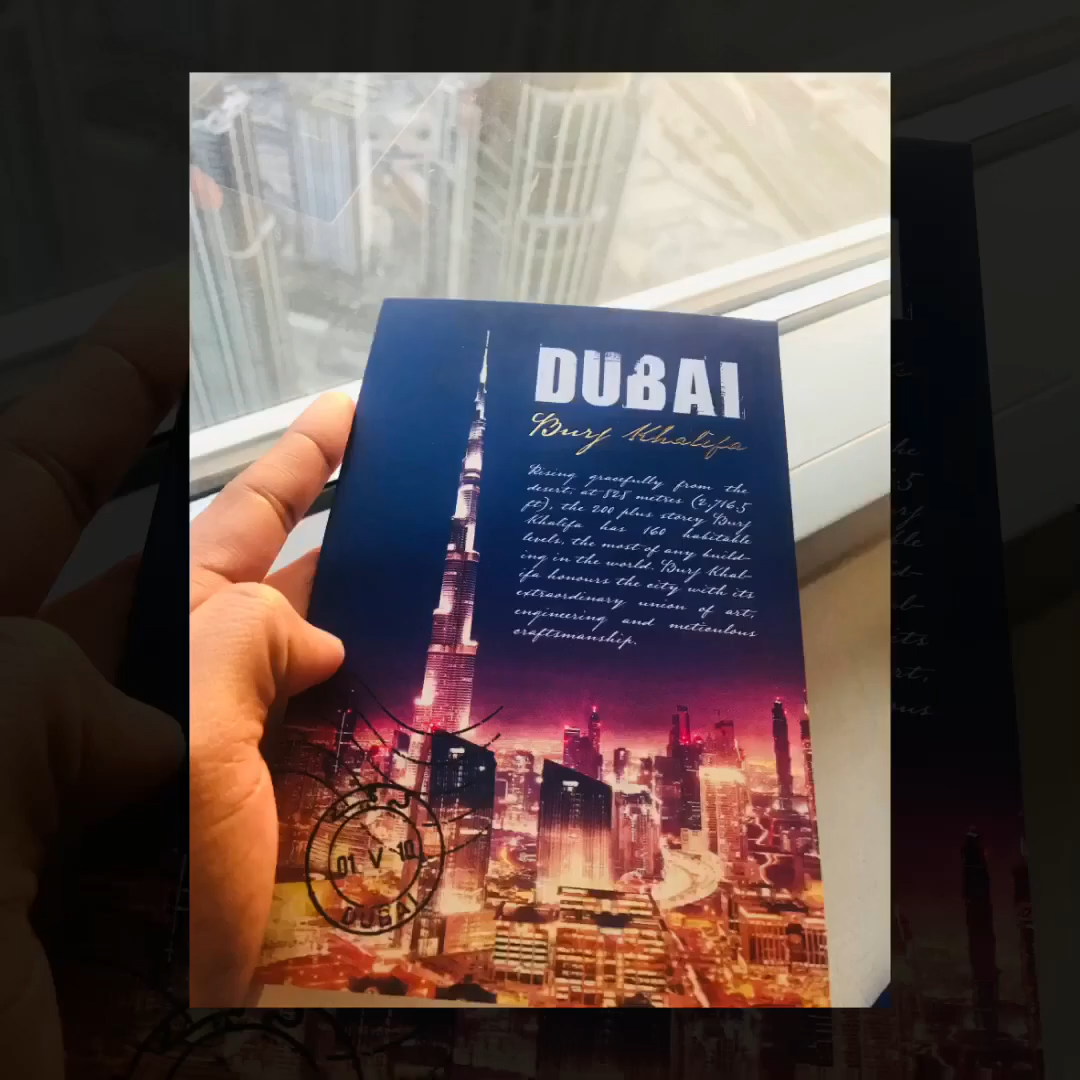 DUBAI
Burj Khalifa
Rising gracefully from the
desert, at 828 metres (2,716.5
ft), the 200 plus storey Burj
Khalifa has 160 habitable
levels, the most of any build-
ing in the world. Burj Khal-
ifa honours the city with its
extraordinary union of art,
engineering and meticulous
craftsmanship.
01 V 10
DUBAI